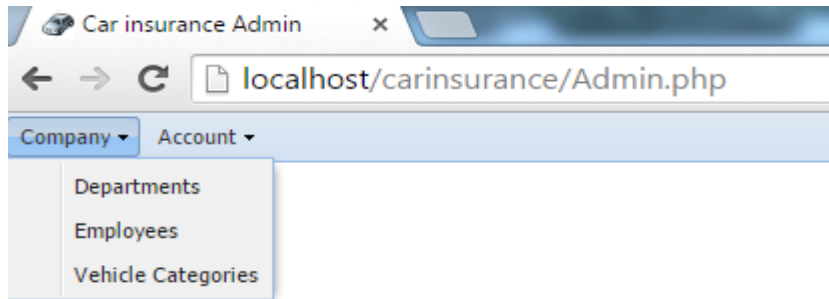 Car insurance Admin
localhost/carinsurance/Admin.php
Company Account
Departments
Employees
Vehicle Categories